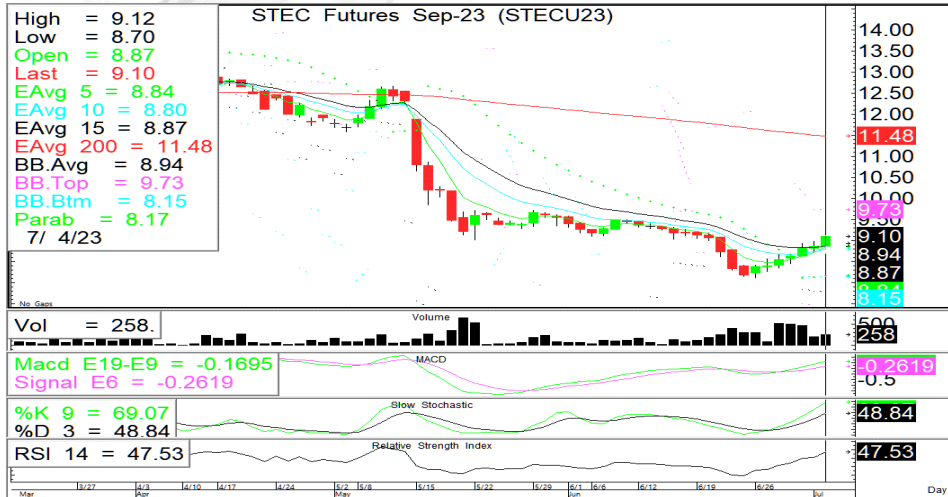 STEC Futures Sep-23 (STECU23)
High = 9.12
Low = 8.70
Open = 8.87
Last = 9.10
EAvg 5 = 8.84
EAvg 10 = 8.80
EAvg 15 = 8.87
EAvg 200 = 11.48
BB.Avg = 8.94
BB.Top = 9.73
BB.Btm = 8.15
Parab = 8.17
7/ 4/23
14.00
13.50
13.00
12.50
12.00
11.48
11.00
10.50
10.00
9.73
9.50
9.10
8.94
8.87
8.84
8.15
No Gaps
Volume
Vol = 258.
500
258
MACD
Macd E19-E9 = -0.1695
Signal E6 = -0.2619
-0.2619
-0.5
Slow Stochastic
%K 9 = 69.07
%D 3 = 48.84
48.84
Relative Strength Index
RSI 14 = 47.53
47.53
3/27 4/3 4/10 4/17 4/24 5/2 5/8 5/15 5/22 5/29 6/1 6/6 6/12 6/19 6/26
Mar Apr May Jun Jul Day